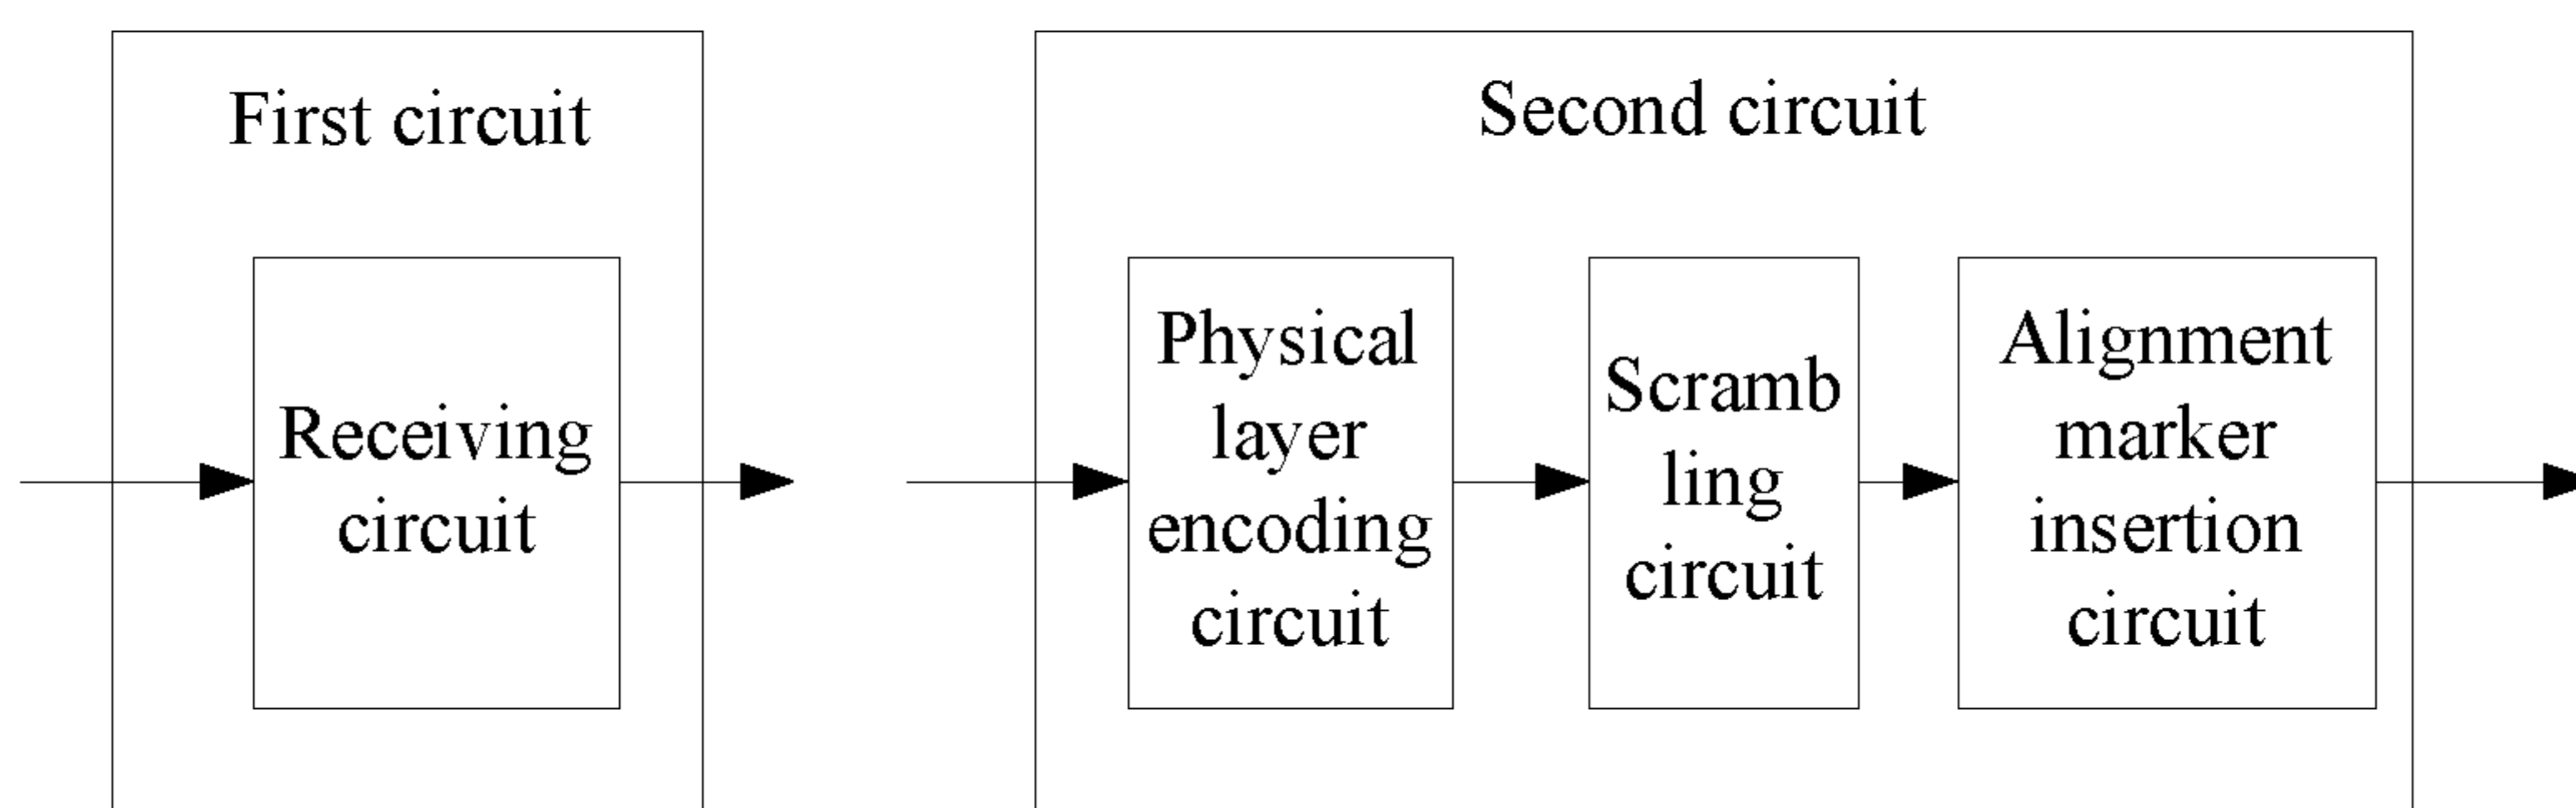 First circuit
Receiving
circuit
Second circuit
Physical
layer
encoding
circuit
Scramb
ling
circuit
Alignment
marker
insertion
circuit